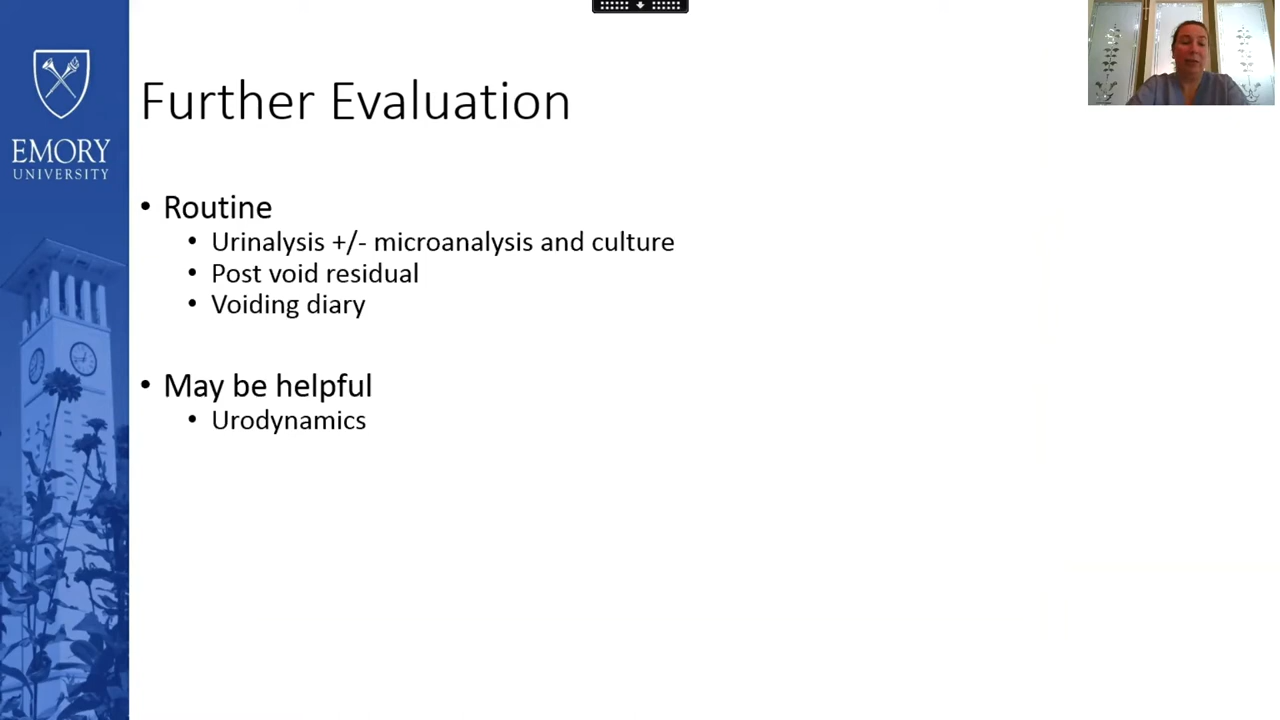 Further Evaluation
EMORY
UNIVERSITY
• Routine
• Urinalysis +/- microanalysis and culture
• Post void residual
• Voiding diary
• May be helpful
• Urodynamics